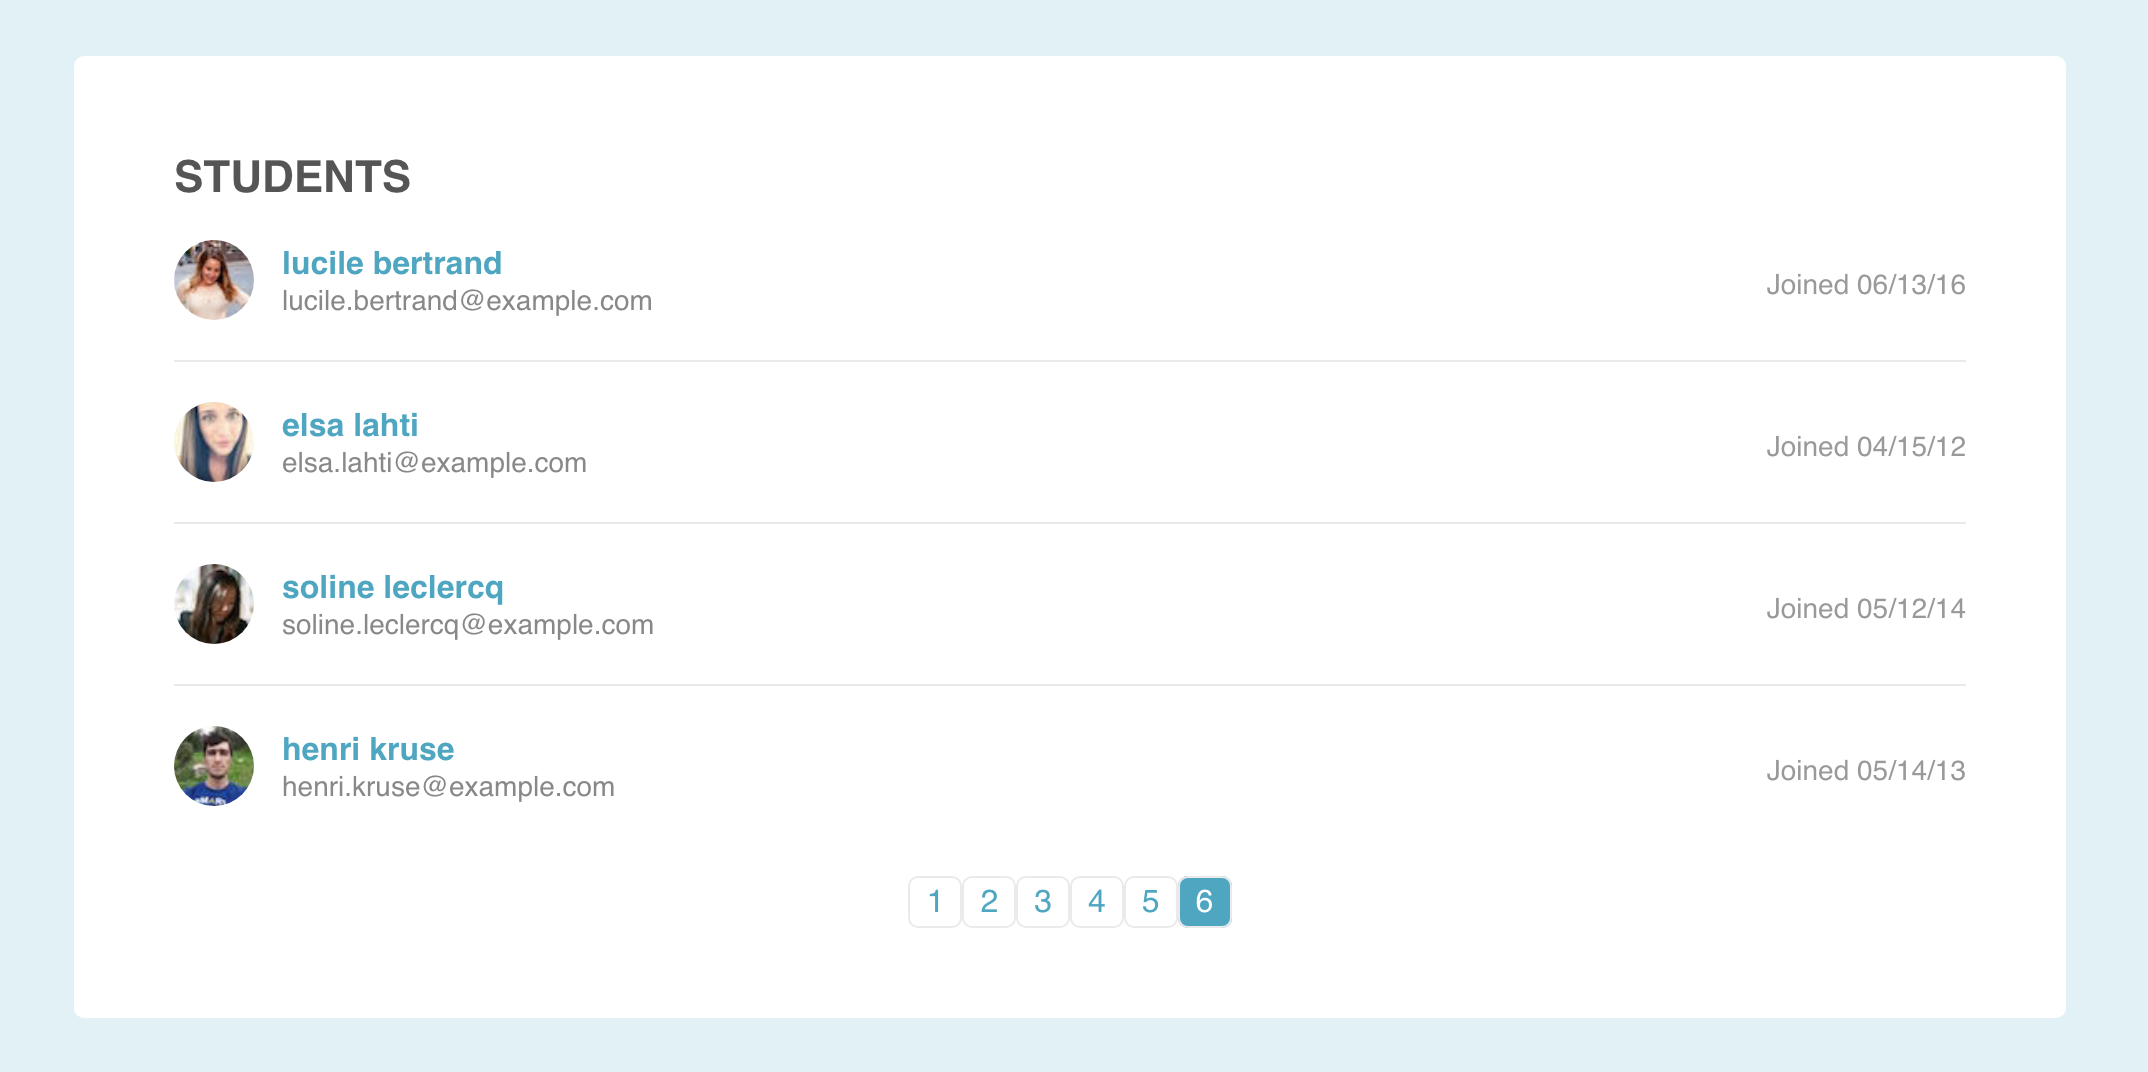 STUDENTS
lucile bertrand
lucile.bertrand@example.com
Joined 06/13/16
elsa lahti
elsa.lahti@example.com
Joined 04/15/12
soline leclercq
soline.leclercq@example.com
Joined 05/12/14
henri kruse
henri.kruse@example.com
Joined 05/14/13
1 2 3 4 5 6